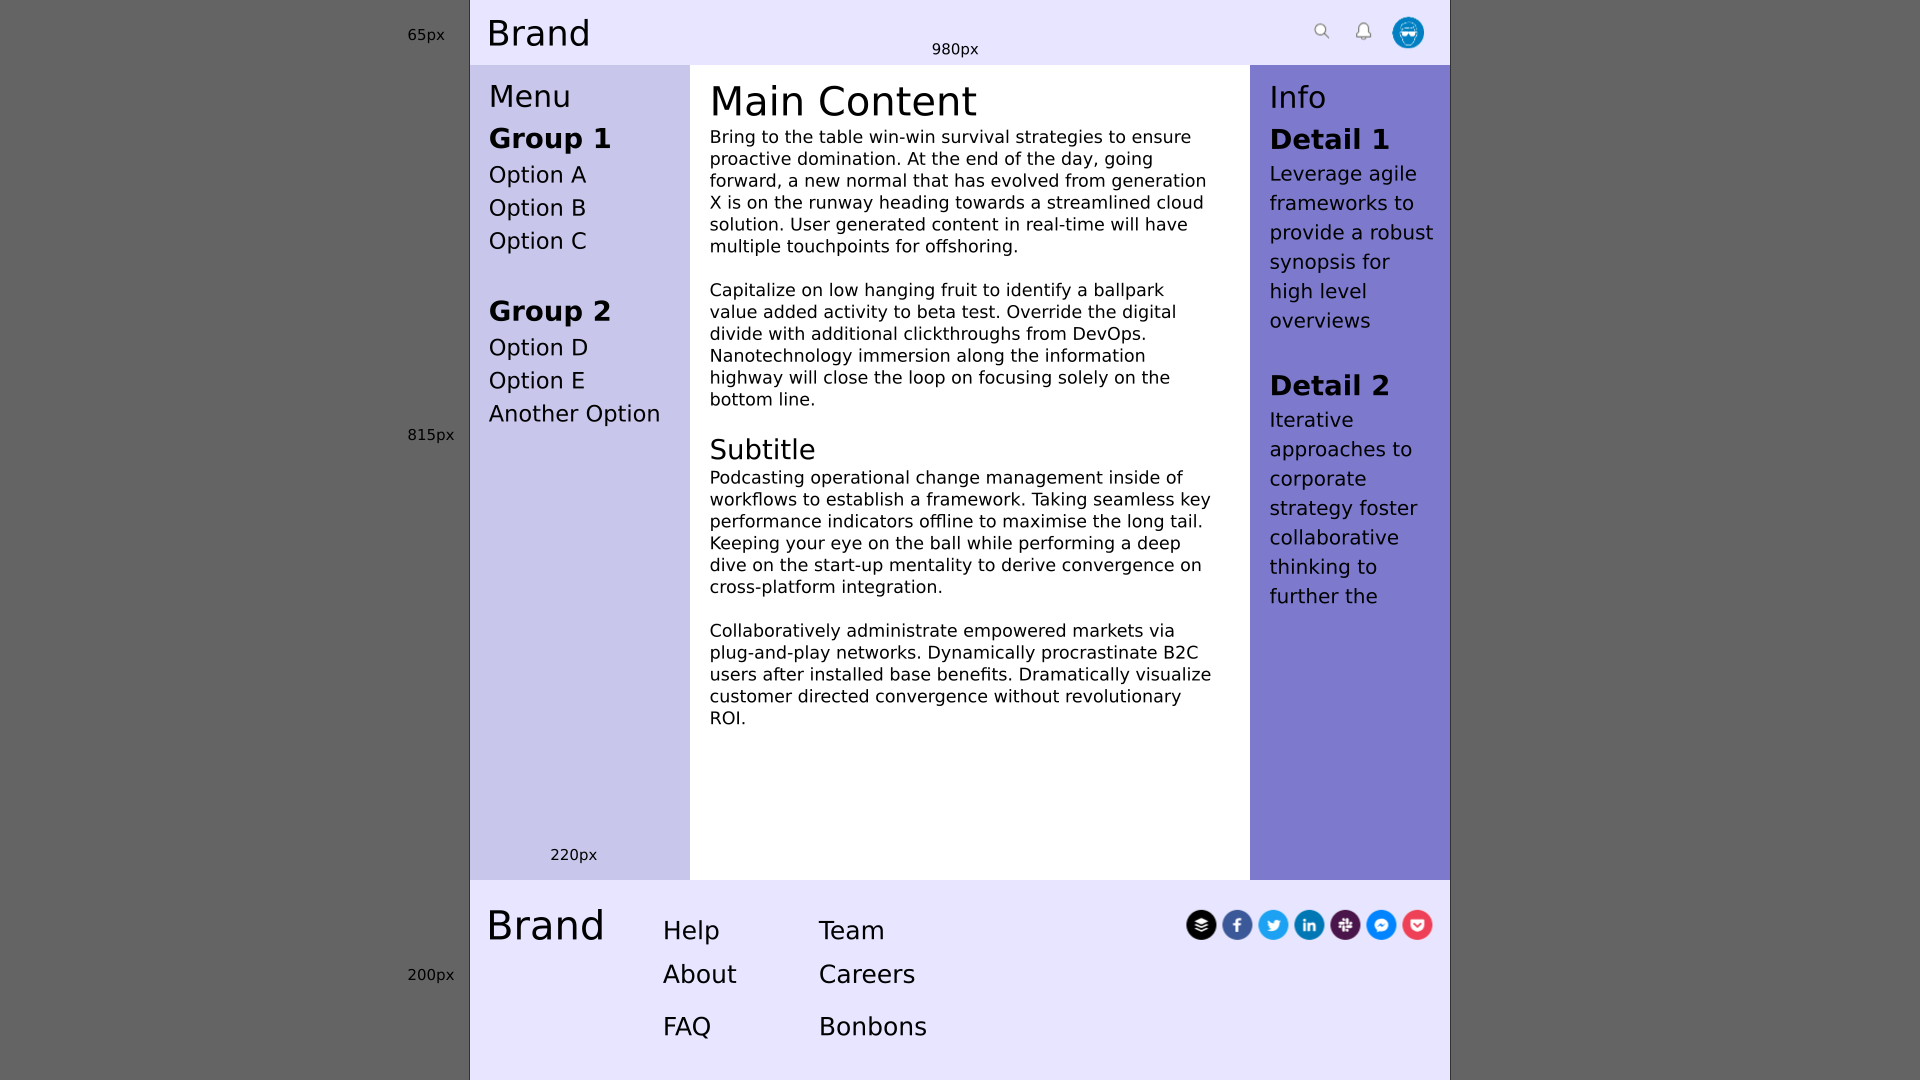 65px
Brand
980px
Menu
Group 1
Option A
Option B
Option C
Group 2
Option D
Option E
Another Option
815px
220px
Main Content
Bring to the table win-win survival strategies to ensure
proactive domination. At the end of the day, going
forward, a new normal that has evolved from generation
X is on the runway heading towards a streamlined cloud
solution. User generated content in real-time will have
multiple touchpoints for offshoring.
Capitalize on low hanging fruit to identify a ballpark
value added activity to beta test. Override the digital
divide with additional clickthroughs from DevOps.
Nanotechnology immersion along the information
highway will close the loop on focusing solely on the
bottom line.
Subtitle
Podcasting operational change management inside of
workflows to establish a framework. Taking seamless key
performance indicators offline to maximise the long tail.
Keeping your eye on the ball while performing a deep
dive on the start-up mentality to derive convergence on
cross-platform integration.
Collaboratively administrate empowered markets via
plug-and-play networks. Dynamically procrastinate B2C
users after installed base benefits. Dramatically visualize
customer directed convergence without revolutionary
ROI.
Info
Detail 1
Leverage agile
frameworks to
provide a robust
synopsis for
high level
overviews
Detail 2
Iterative
approaches to
corporate
strategy foster
collaborative
thinking to
further the
200px
Brand
Help
About
FAQ
Team
Careers
Bonbons